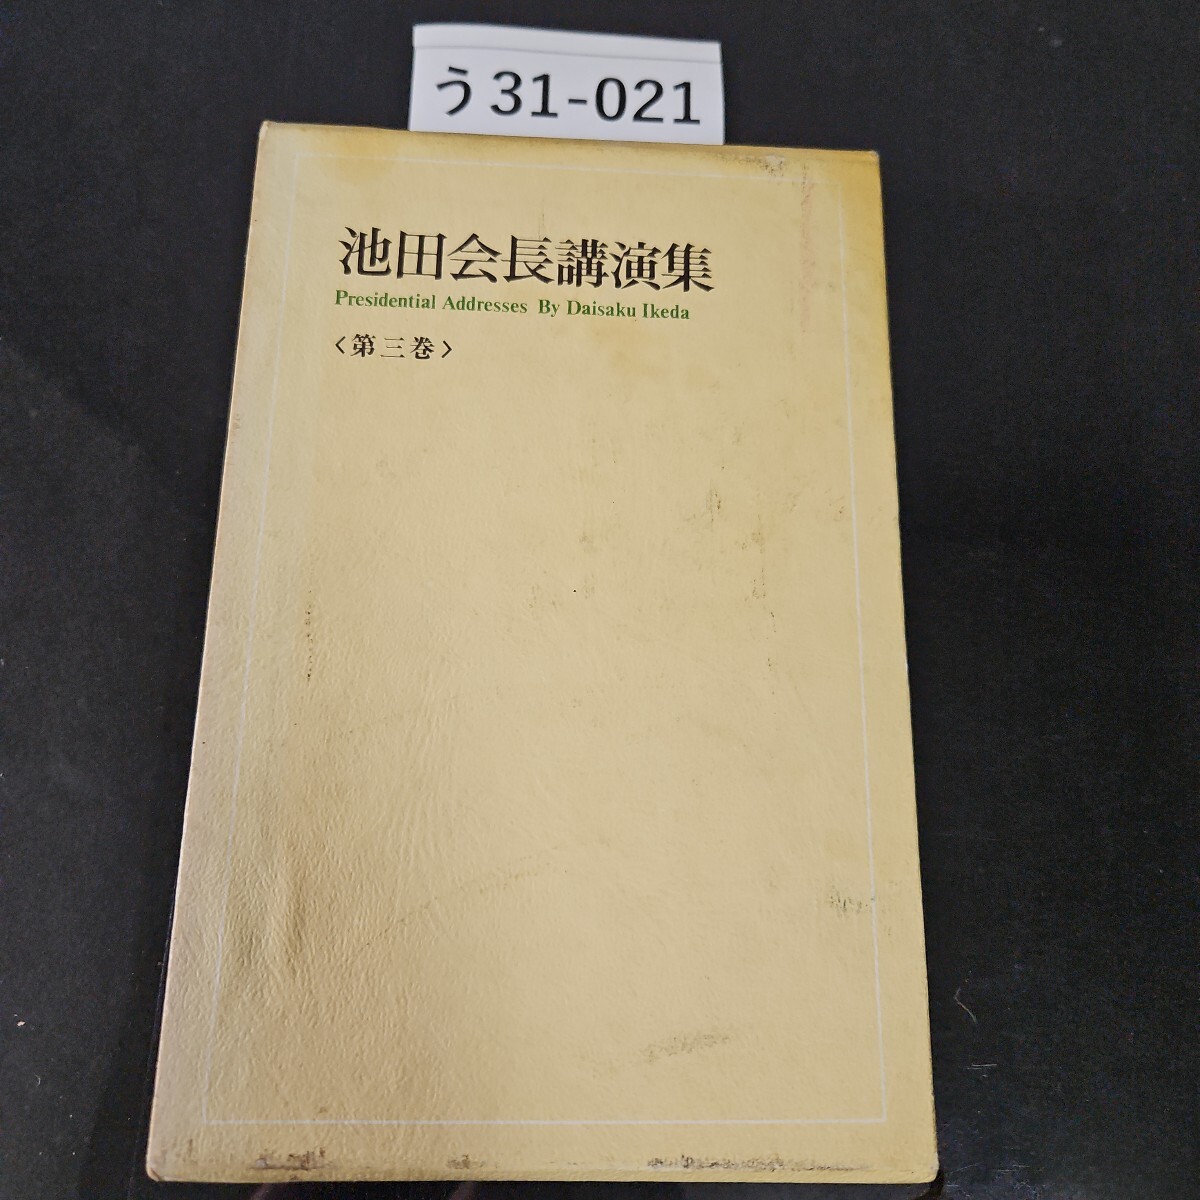 う31-021
池田会長講演集
Presidential Addresses By Daisaku Ikeda
〈第三巻〉